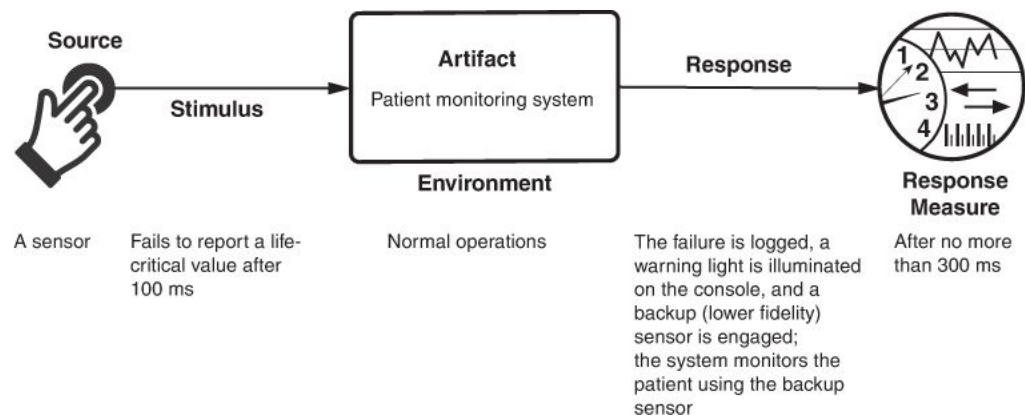 Source
Stimulus
Artifact
Patient monitoring system
Environment
Response
1
2
3
4
Response
Measure
A sensor
Fails to report a life-
critical value after
100 ms
Normal operations
The failure is logged, a
warning light is illuminated
on the console, and a
backup (lower fidelity)
sensor is engaged;
the system monitors the
patient using the backup
sensor
After no more
than 300 ms